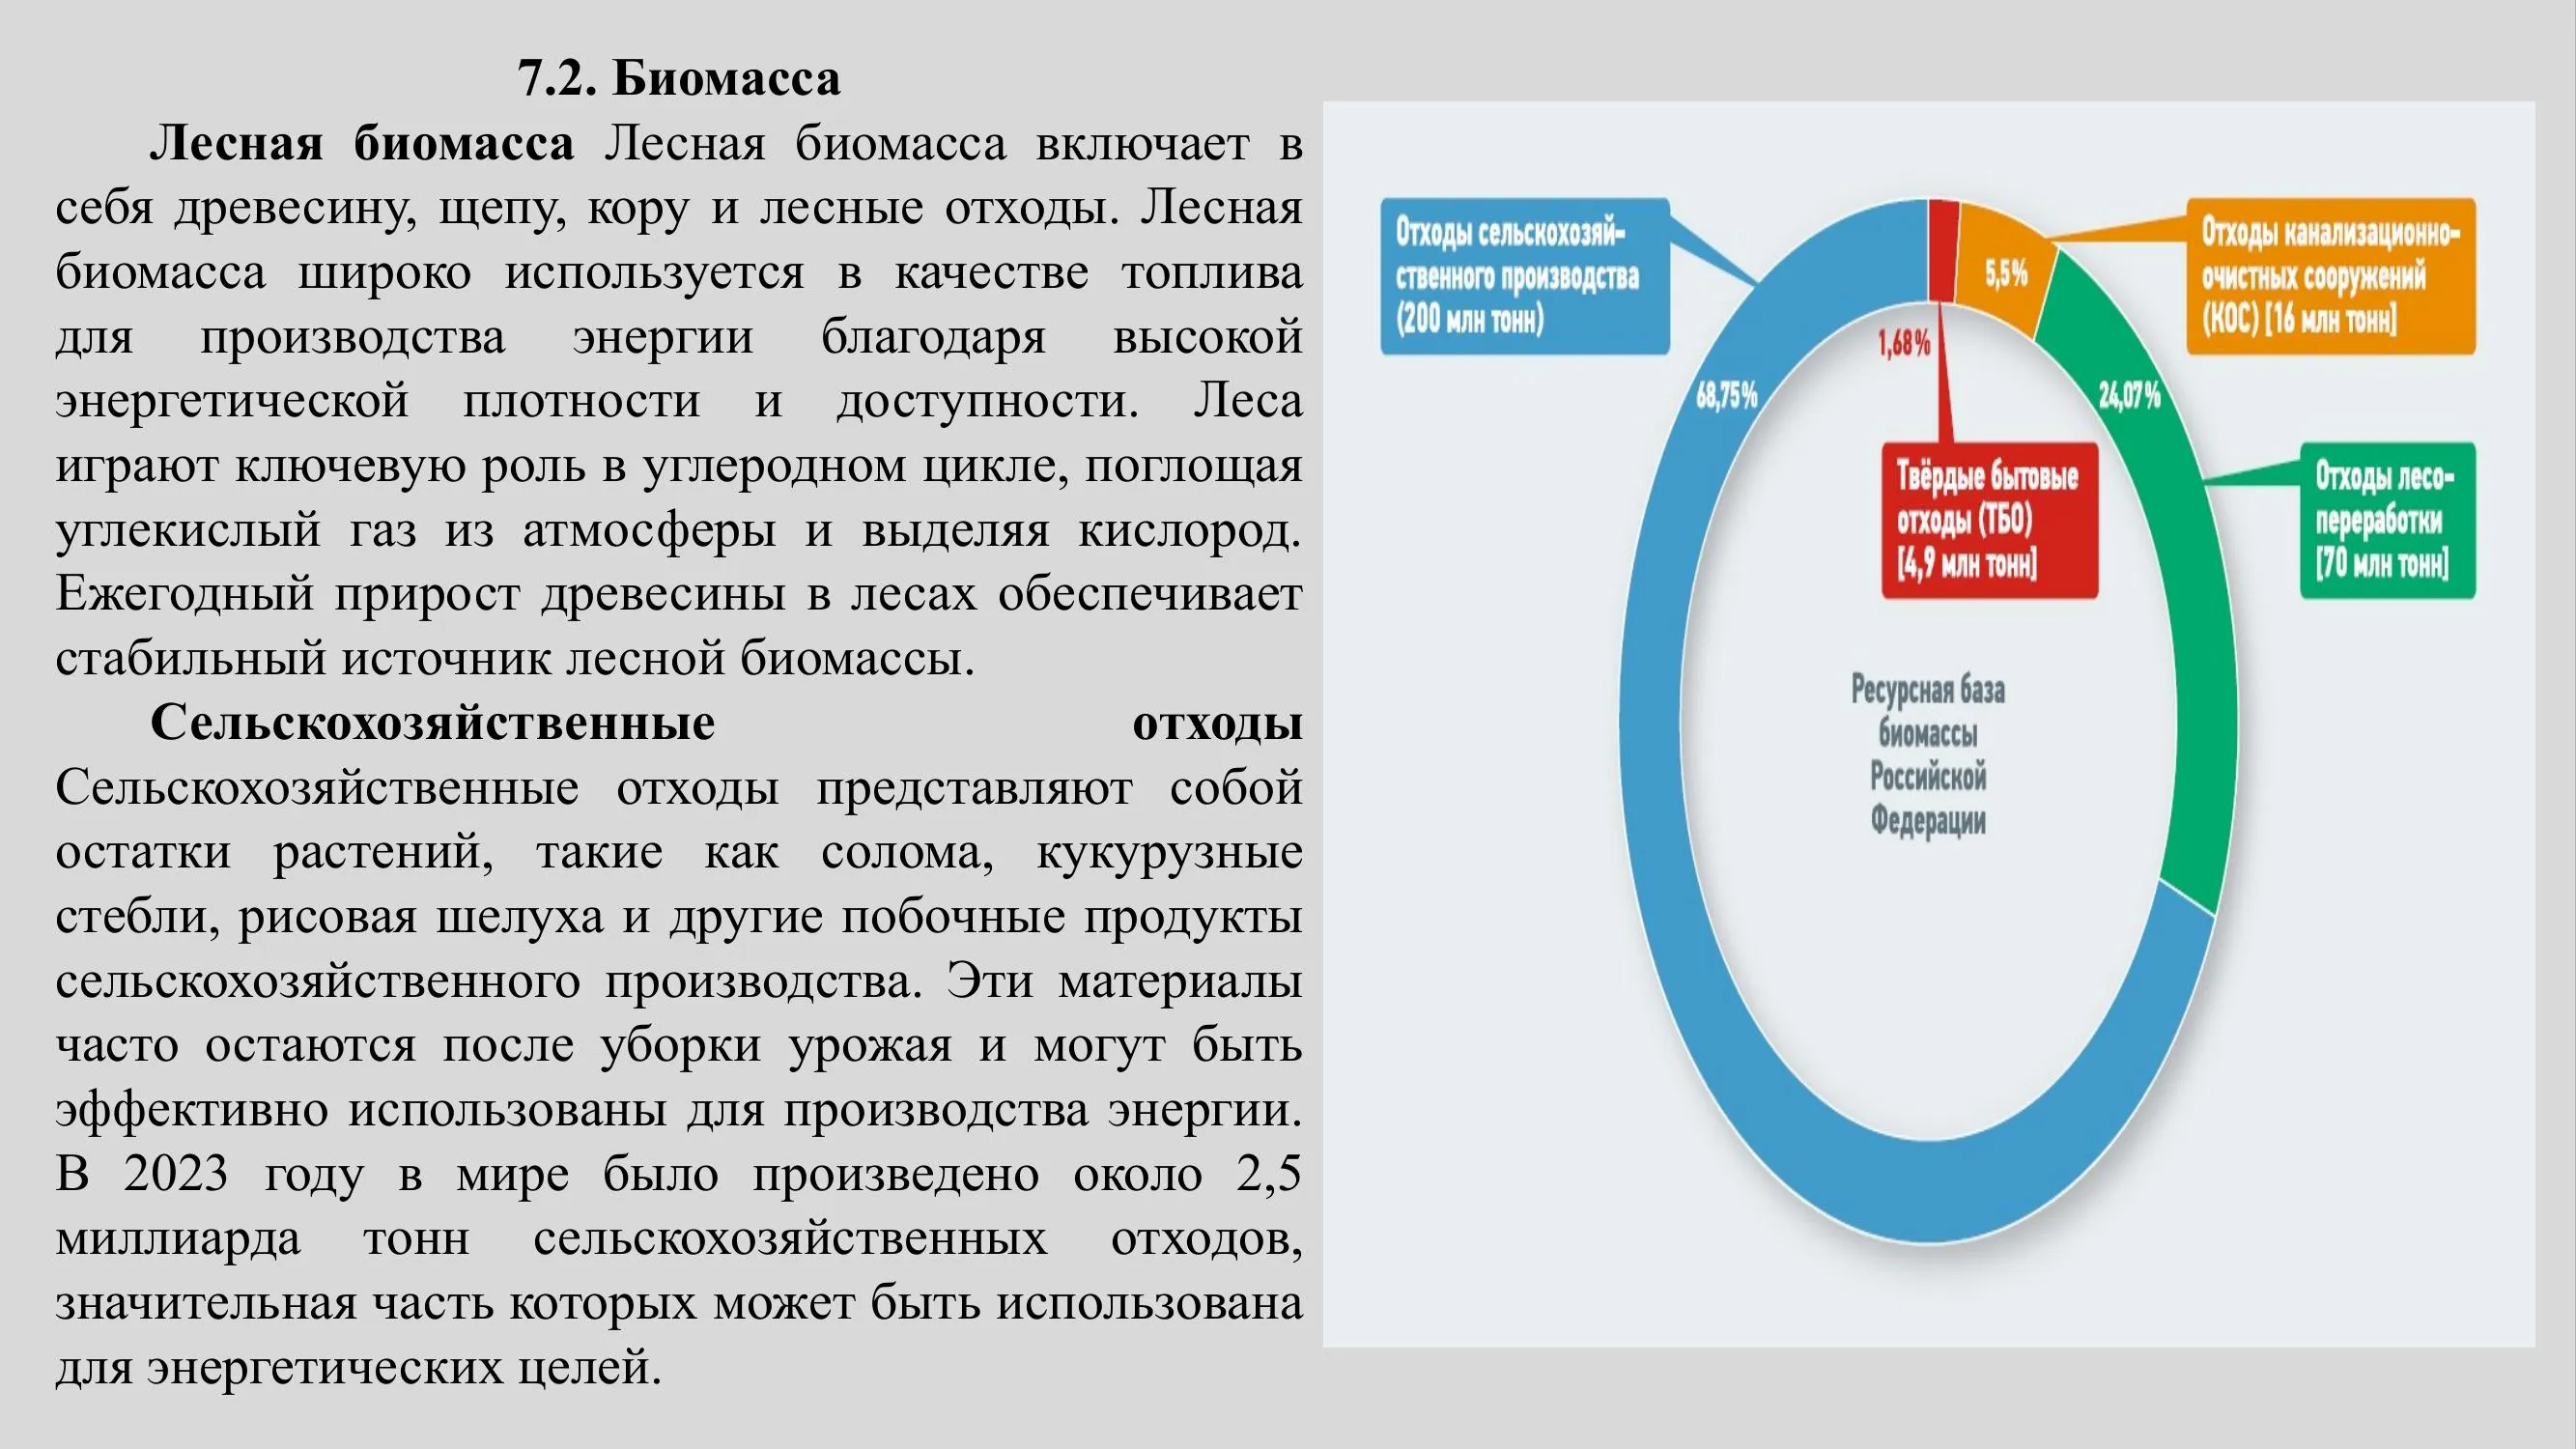 7.2. Биомасса
Лесная биомасса Лесная биомасса включает в
себя древесину, щепу, кору и лесные отходы. Лесная
биомасса широко используется в качестве топлива
для производства энергии благодаря высокой
энергетической плотности и доступности. Леса
играют ключевую роль в углеродном цикле, поглощая
углекислый газ из атмосферы и выделяя кислород.
Ежегодный прирост древесины в лесах обеспечивает
стабильный источник лесной биомассы.
Сельскохозяйственные отходы
Сельскохозяйственные отходы представляют собой
остатки растений, такие как солома, кукурузные
стебли, рисовая шелуха и другие побочные продукты
сельскохозяйственного производства. Эти материалы
часто остаются после уборки урожая и могут быть
эффективно использованы для производства энергии.
В 2023 году в мире было произведено около 2,5
миллиарда тонн сельскохозяйственных отходов,
значительная часть которых может быть использована
для энергетических целей.
Отходы сельскохозяй-
ственного производства
(200 млн тонн)
68,75%
1,68%
Твёрдые бытовые
отходы (ТБО)
[4,9 млн тонн]
5,5%
Отходы канализационно-
очистных сооружений
(КОС) [16 млн тонн]
24,07%
Отходы лесо-
переработки
[70 млн тонн]
Ресурсная база
биомассы
Российской
Федерации